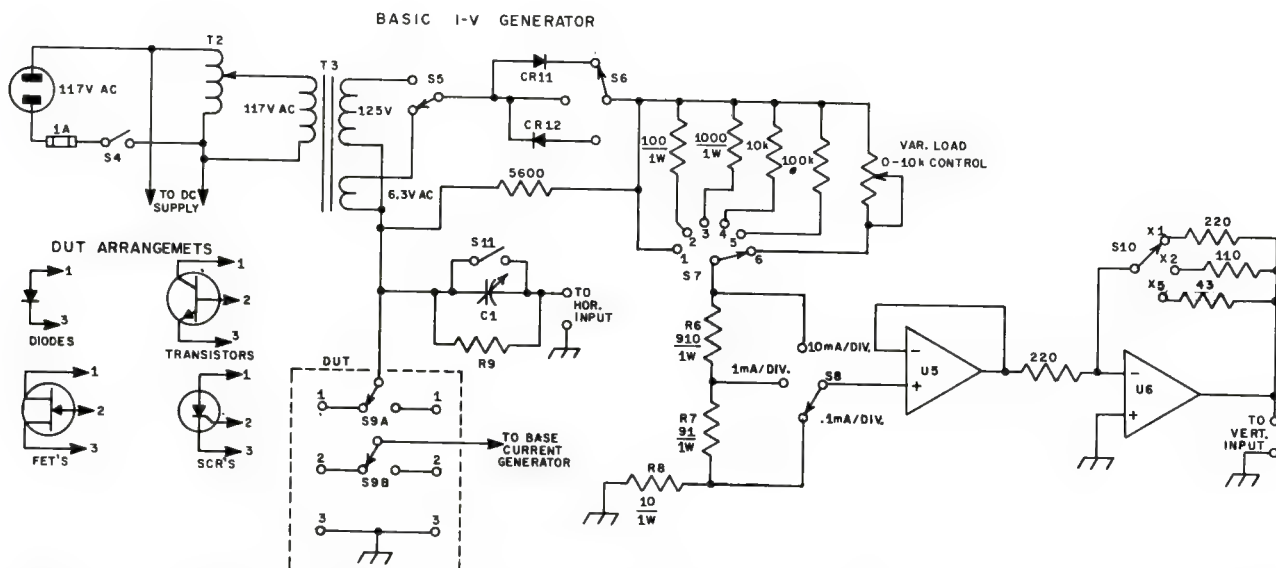 BASIC I-V GENERATOR
T2
T3
117V AC
1A
S4
TO DC
SUPPLY
117V AC
125V
6.3V AC
S5
CR11
CR12
S6
5600
100
1W
1000
1W
10k
100k
VAR. LOAD
0-10k CONTROL
1
2
3
4
5
6
S7
DUT ARRANGEMETS
1
3
DIODES
1
2
3
TRANSISTORS
1
2
3
FET'S
1
2
3
SCR'S
S11
C1
R9
TO
HOR.
INPUT
DUT
1
1
S9A
2
2
S9B
3
3
TO BASE
CURRENT
GENERATOR
R6
910
1W
R7
91
1W
R8
10
1W
10mA/DIV.
1mA/DIV.
.1mA/DIV.
S8
-
+
U5
220
-
+
U6
S10
X1
220
X2
110
X5
43
TO
VERT.
INPUT